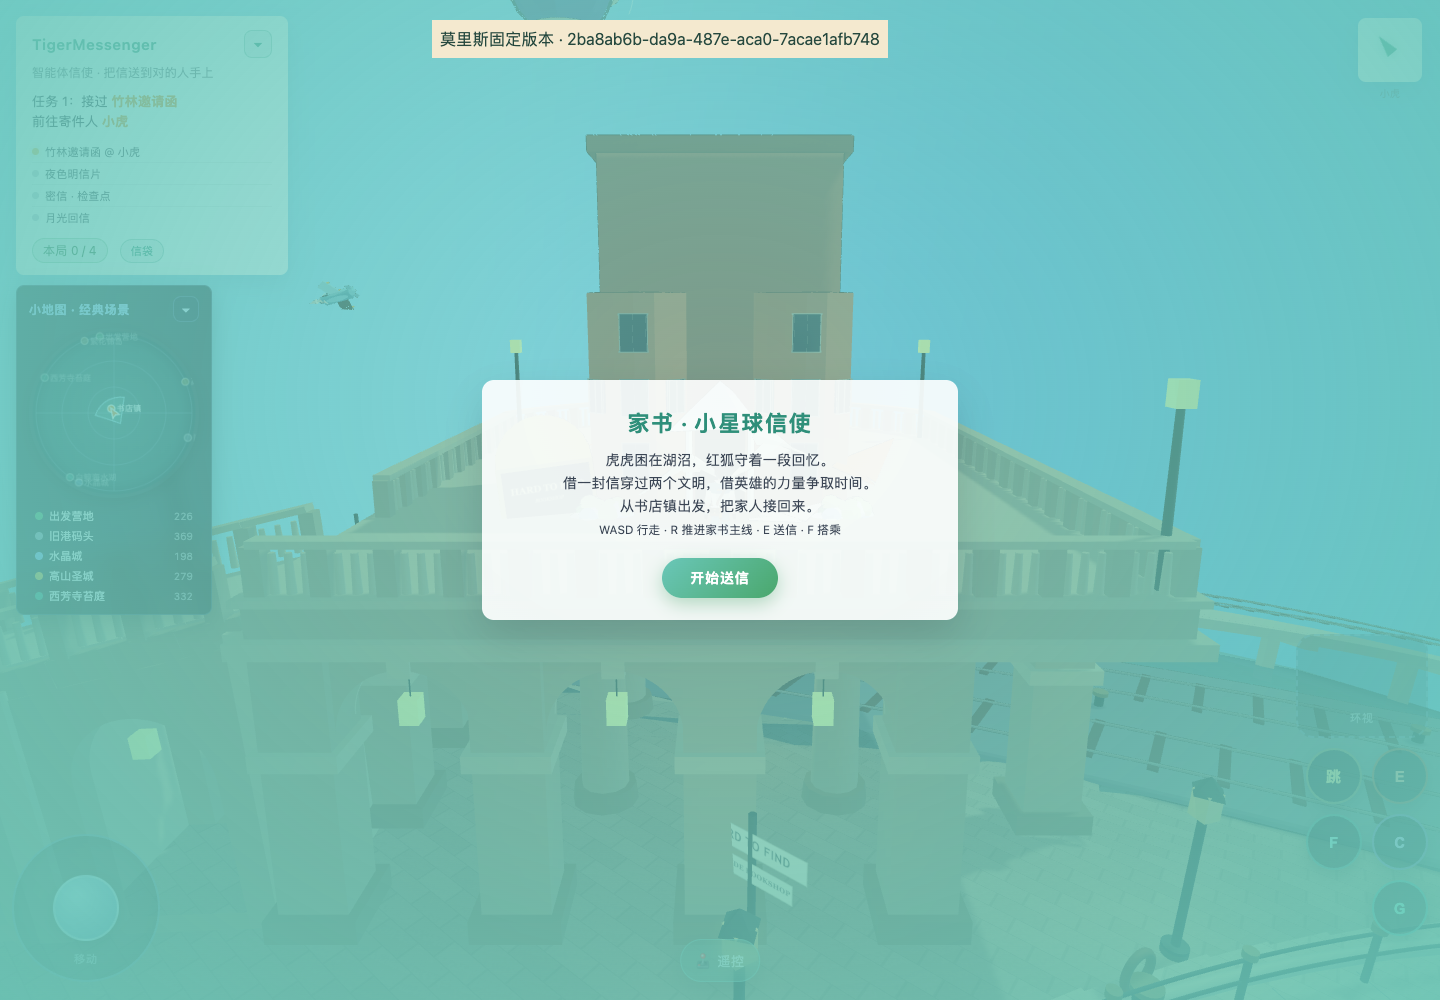 莫里斯固定版本 · 2ba8ab6b-da9a-487e-aca0-7acae1afb748
TigerMessenger
智能体信使 · 把信送到对的人手上
任务 1：接过 竹林邀请函
前往寄件人 小虎
竹林邀请函 @ 小虎
夜色明信片
密信 · 检查点
月光回信
本局 0 / 4
信袋
小虎
小地图 · 经典场景
书店镇
出发营地 226
旧港码头 369
水晶城 198
高山圣城 279
西芳寺苔庭 332
家书 · 小星球信使
虎虎困在湖沼，红狐守着一段回忆。
借一封信穿过两个文明，借英雄的力量争取时间。
从书店镇出发，把家人接回来。
WASD 行走 · R 推进家书主线 · E 送信 · F 搭乘
开始送信
TO FIND
环视
跳
E
F
C
G
移动
遥控